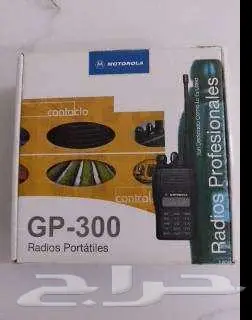 MOTOROLA
contacto
control
GP-300
Radios Portátiles
Radios Profesionales
حراج